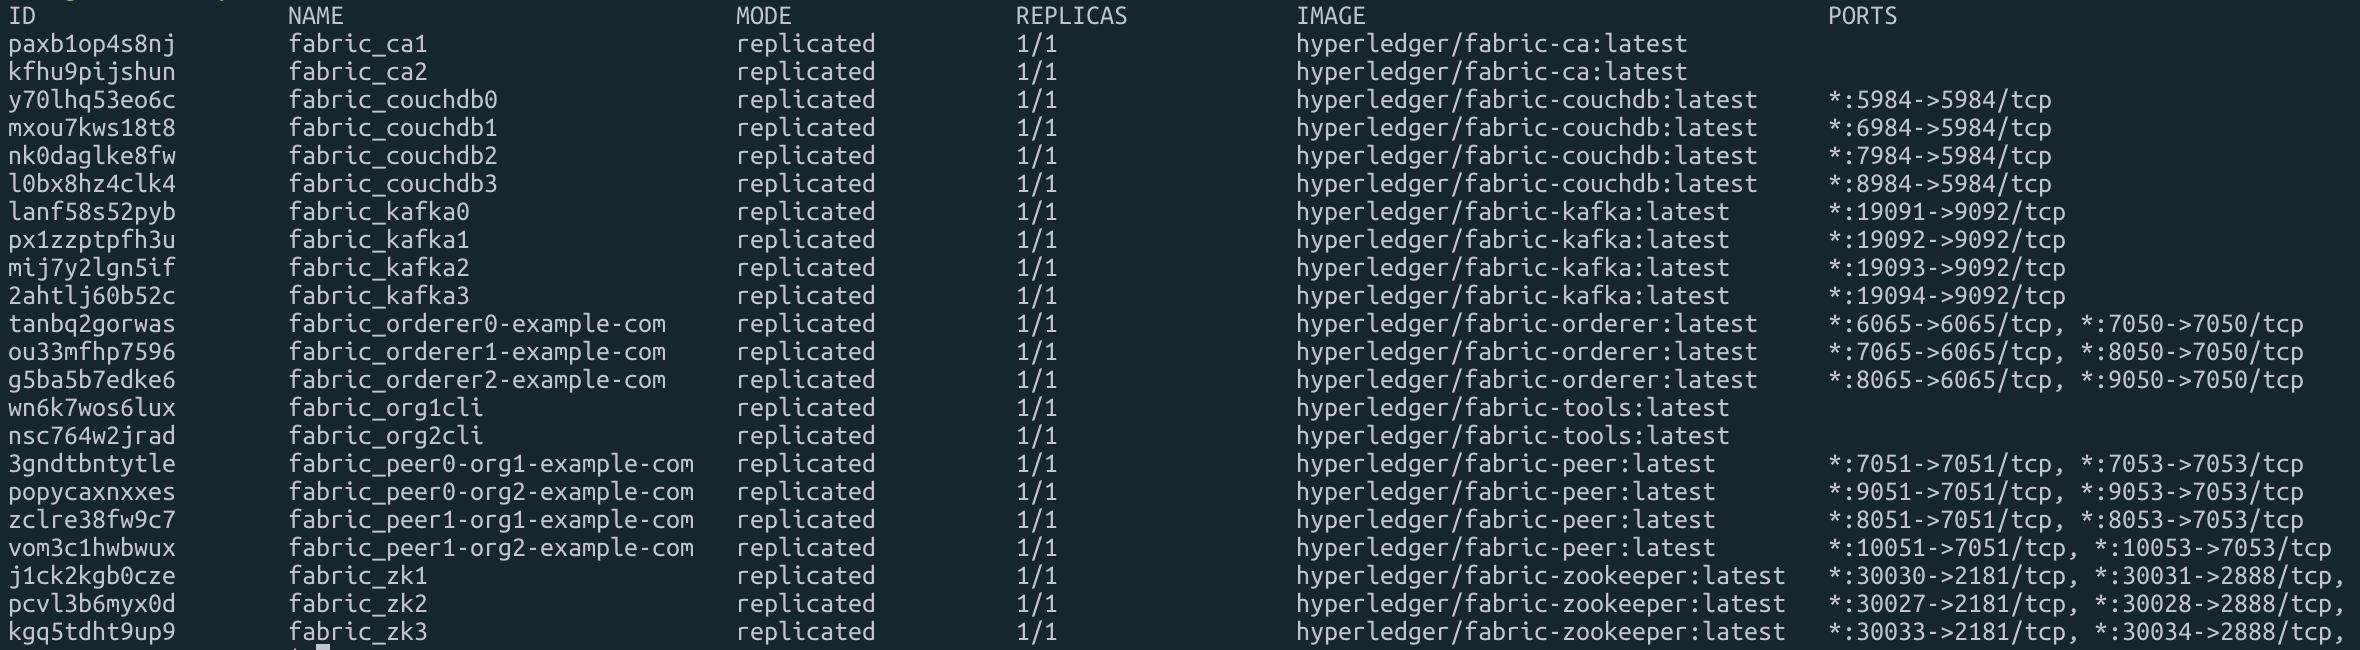 ID NAME MODE REPLICAS IMAGE PORTS
paxb1op4s8nj fabric_ca1 replicated 1/1 hyperledger/fabric-ca:latest
kfhu9pijshun fabric_ca2 replicated 1/1 hyperledger/fabric-ca:latest
y70lhq53eo6c fabric_couchdb0 replicated 1/1 hyperledger/fabric-couchdb:latest *:5984->5984/tcp
mxou7kws18t8 fabric_couchdb1 replicated 1/1 hyperledger/fabric-couchdb:latest *:6984->5984/tcp
nk0daglke8fw fabric_couchdb2 replicated 1/1 hyperledger/fabric-couchdb:latest *:7984->5984/tcp
l0bx8hz4clk4 fabric_couchdb3 replicated 1/1 hyperledger/fabric-couchdb:latest *:8984->5984/tcp
lanf58s52pyb fabric_kafka0 replicated 1/1 hyperledger/fabric-kafka:latest *:19091->9092/tcp
px1zzptpfh3u fabric_kafka1 replicated 1/1 hyperledger/fabric-kafka:latest *:19092->9092/tcp
mij7y2lgn5if fabric_kafka2 replicated 1/1 hyperledger/fabric-kafka:latest *:19093->9092/tcp
2ahtlj60b52c fabric_kafka3 replicated 1/1 hyperledger/fabric-kafka:latest *:19094->9092/tcp
tanbq2gorwas fabric_orderer0-example-com replicated 1/1 hyperledger/fabric-orderer:latest *:6065->6065/tcp, *:7050->7050/tcp
ou33mfhp7596 fabric_orderer1-example-com replicated 1/1 hyperledger/fabric-orderer:latest *:7065->6065/tcp, *:8050->7050/tcp
g5ba5b7edke6 fabric_orderer2-example-com replicated 1/1 hyperledger/fabric-orderer:latest *:8065->6065/tcp, *:9050->7050/tcp
wn6k7wos6lux fabric_org1cli replicated 1/1 hyperledger/fabric-tools:latest
nsc764w2jrad fabric_org2cli replicated 1/1 hyperledger/fabric-tools:latest
3gndtbntytle fabric_peer0-org1-example-com replicated 1/1 hyperledger/fabric-peer:latest *:7051->7051/tcp, *:7053->7053/tcp
popycaxnxxes fabric_peer0-org2-example-com replicated 1/1 hyperledger/fabric-peer:latest *:9051->7051/tcp, *:9053->7053/tcp
zclre38fw9c7 fabric_peer1-org1-example-com replicated 1/1 hyperledger/fabric-peer:latest *:8051->7051/tcp, *:8053->7053/tcp
vom3c1hwbwux fabric_peer1-org2-example-com replicated 1/1 hyperledger/fabric-peer:latest *:10051->7051/tcp, *:10053->7053/tcp
j1ck2kgb0cze fabric_zk1 replicated 1/1 hyperledger/fabric-zookeeper:latest *:30030->2181/tcp, *:30031->2888/tcp,
pcvl3b6myx0d fabric_zk2 replicated 1/1 hyperledger/fabric-zookeeper:latest *:30027->2181/tcp, *:30028->2888/tcp,
kgq5tdht9up9 fabric_zk3 replicated 1/1 hyperledger/fabric-zookeeper:latest *:30033->2181/tcp, *:30034->2888/tcp,